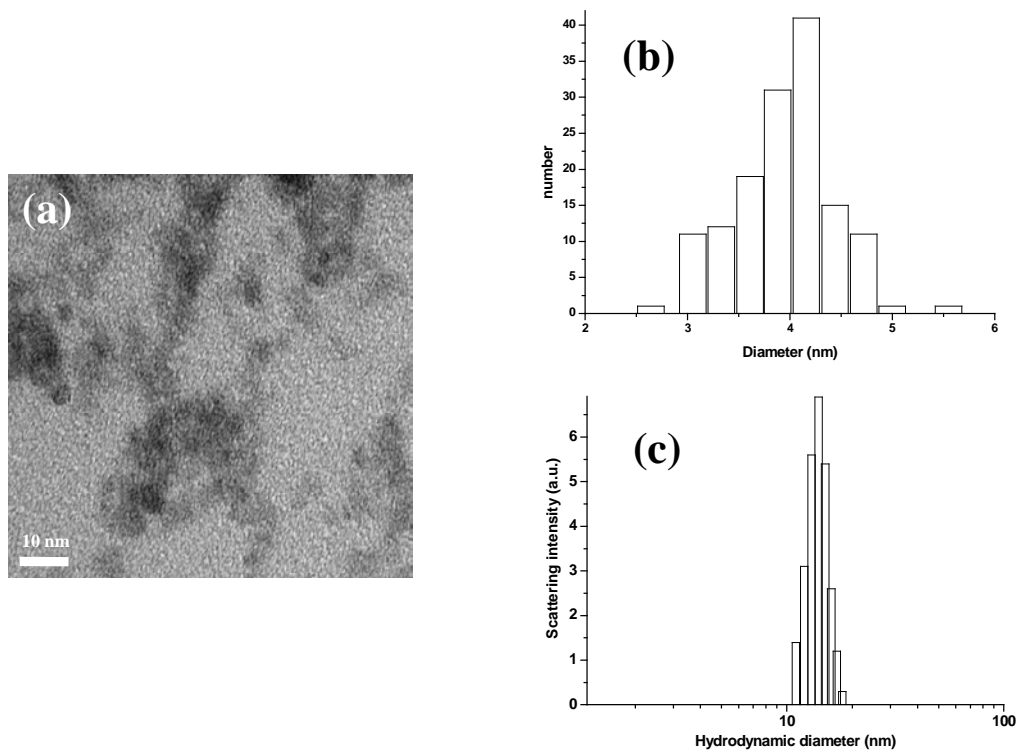 (a)
10 nm
(b)
number
40
35
30
25
20
15
10
5
0
2
3
4
5
6
Diameter (nm)
(c)
Scattering intensity (a.u.)
6
5
4
3
2
1
0
10
100
Hydrodynamic diameter (nm)